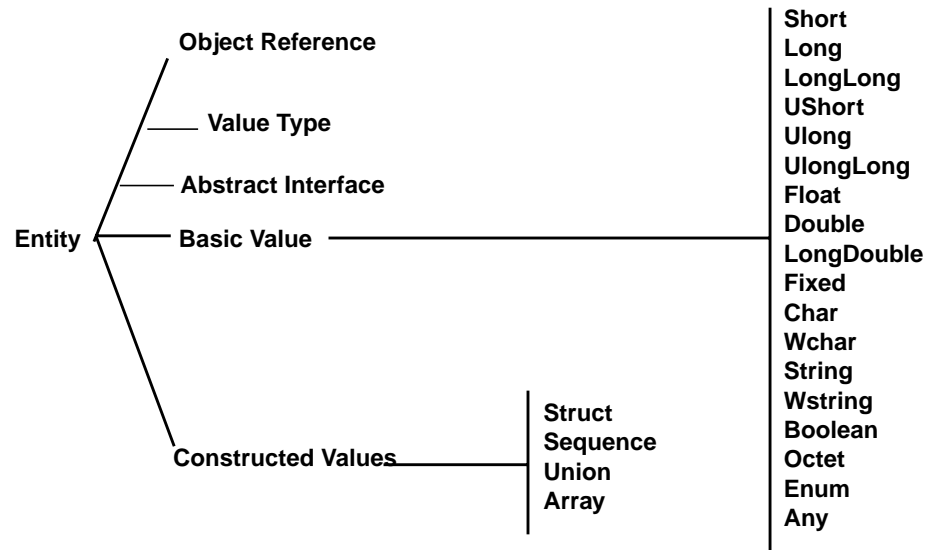 Object Reference
Value Type
Abstract Interface
Entity
Basic Value
Constructed Values
Struct
Sequence
Union
Array
Short
Long
LongLong
UShort
Ulong
UlongLong
Float
Double
LongDouble
Fixed
Char
Wchar
String
Wstring
Boolean
Octet
Enum
Any